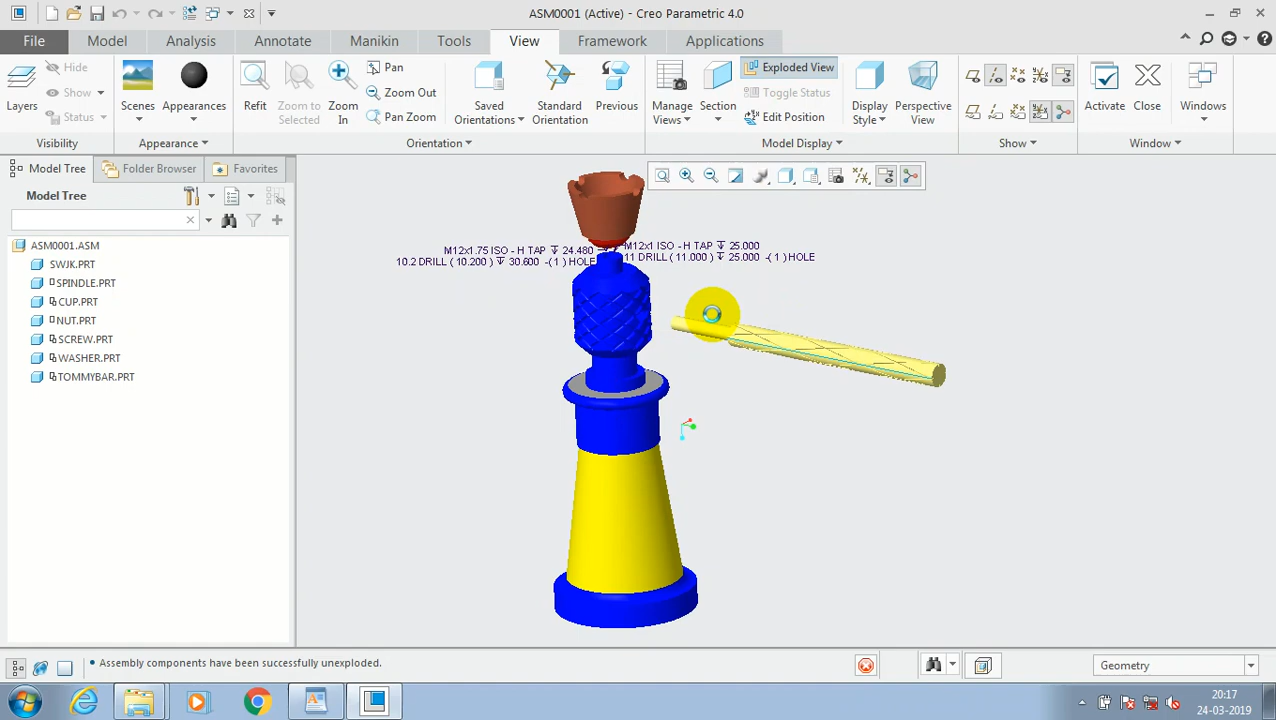 ASM0001 (Active) - Creo Parametric 4.0
File Model Analysis Annotate Manikin Tools View Framework Applications
Layers
Hide
Show
Status
Visibility
Scenes
Appearances
Appearance
Refit
Zoom to Selected
Zoom In
Pan
Zoom Out
Pan Zoom
Saved Orientations
Standard Orientation
Previous
Orientation
Manage Views
Section
Exploded View
Toggle Status
Edit Position
Display Style
Perspective View
Model Display
Show
Activate
Close
Windows
Window
Model Tree Folder Browser Favorites
Model Tree
ASM0001.ASM
SWJK.PRT
SPINDLE.PRT
CUP.PRT
NUT.PRT
SCREW.PRT
WASHER.PRT
TOMMYBAR.PRT
M12x1.75 ISO - H TAP ↧ 24.480
10.2 DRILL ( 10.200 ) ↧ 30.600 -( 1 ) HOLE
M12x1 ISO - H TAP ↧ 25.000
11 DRILL ( 11.000 ) ↧ 25.000 -( 1 ) HOLE
• Assembly components have been successfully unexploded.
Geometry
20:17
24-03-2019